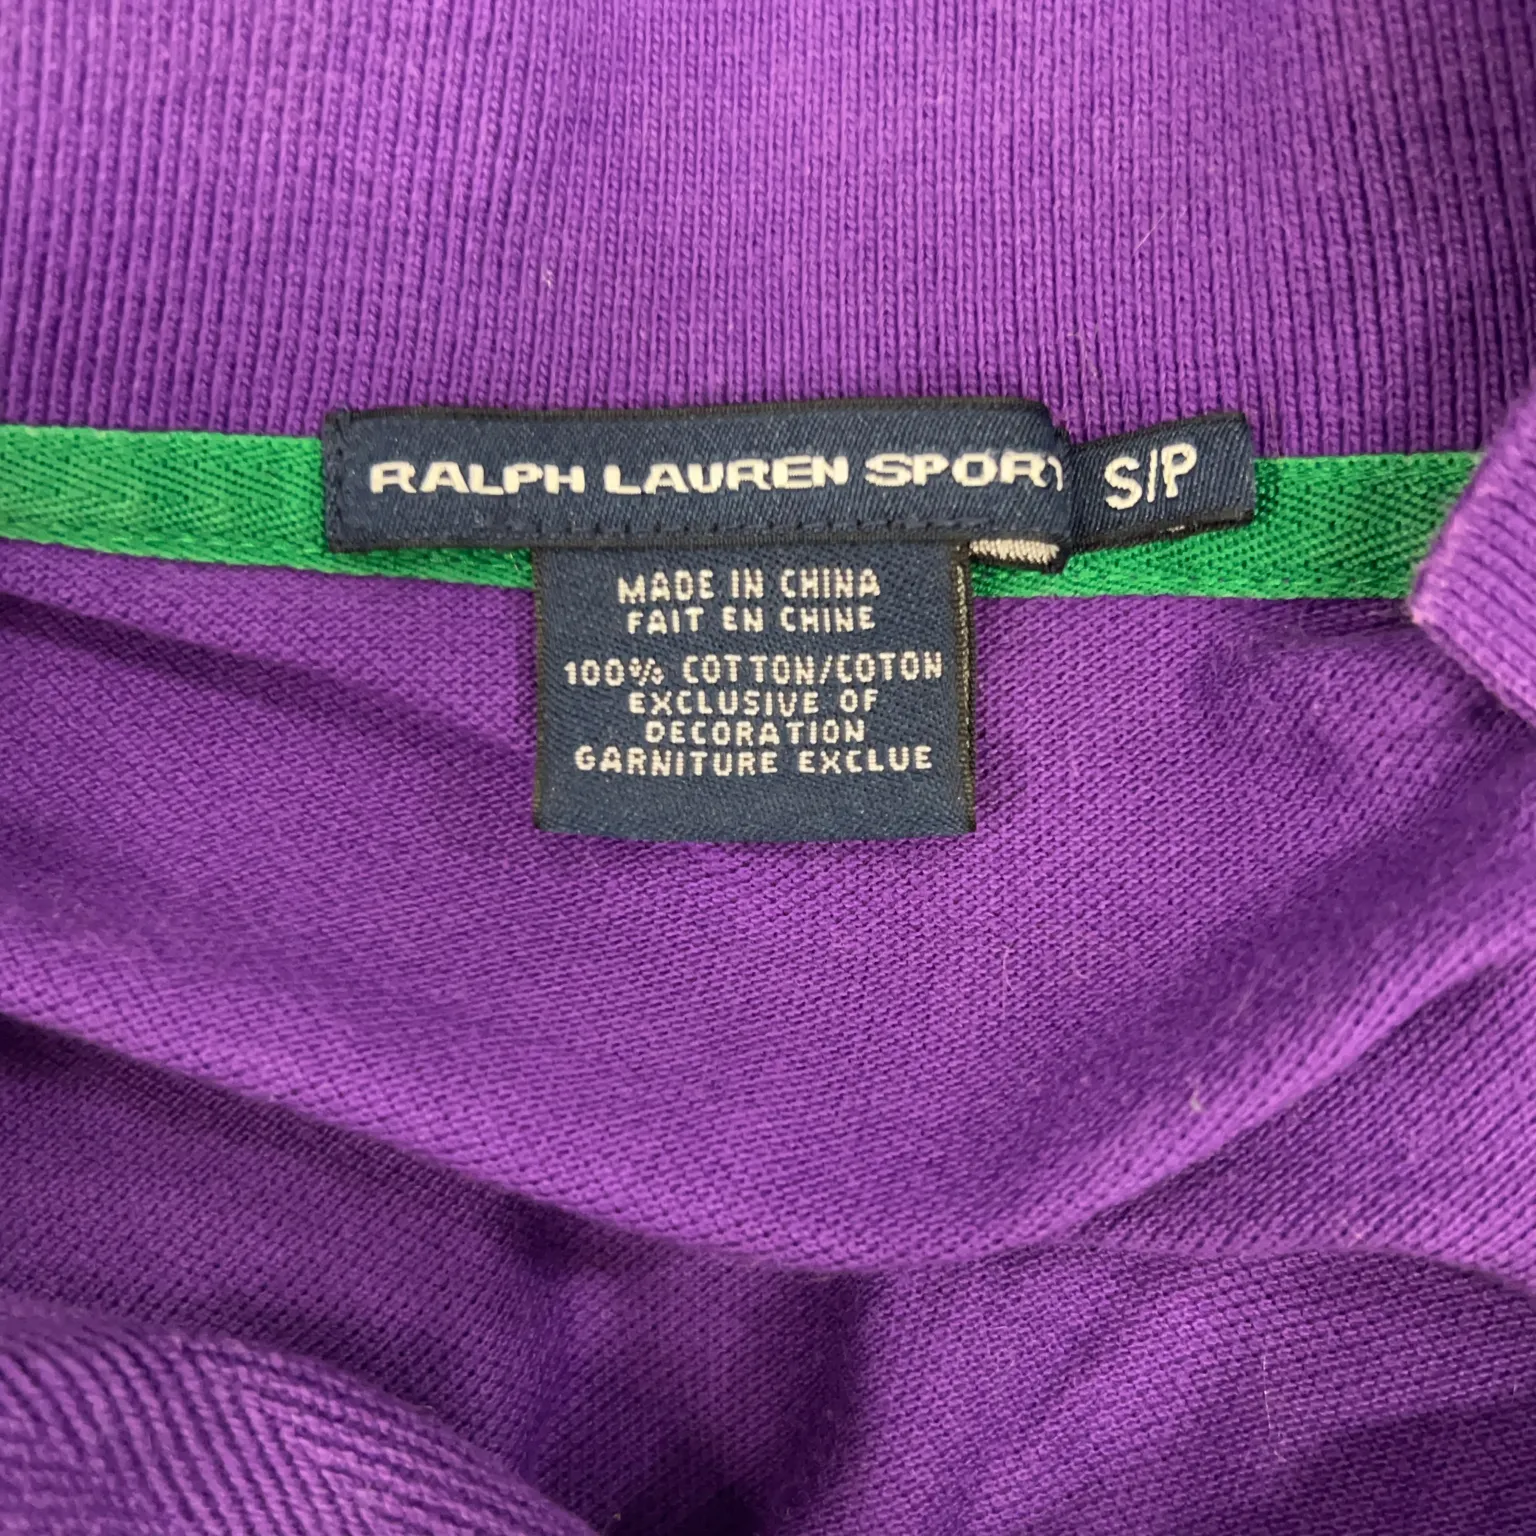 RALPH LAUREN SPORT
S/P
MADE IN CHINA
FAIT EN CHINE
100% COTTON/COTON
EXCLUSIVE OF
DECORATION
GARNITURE EXCLUE